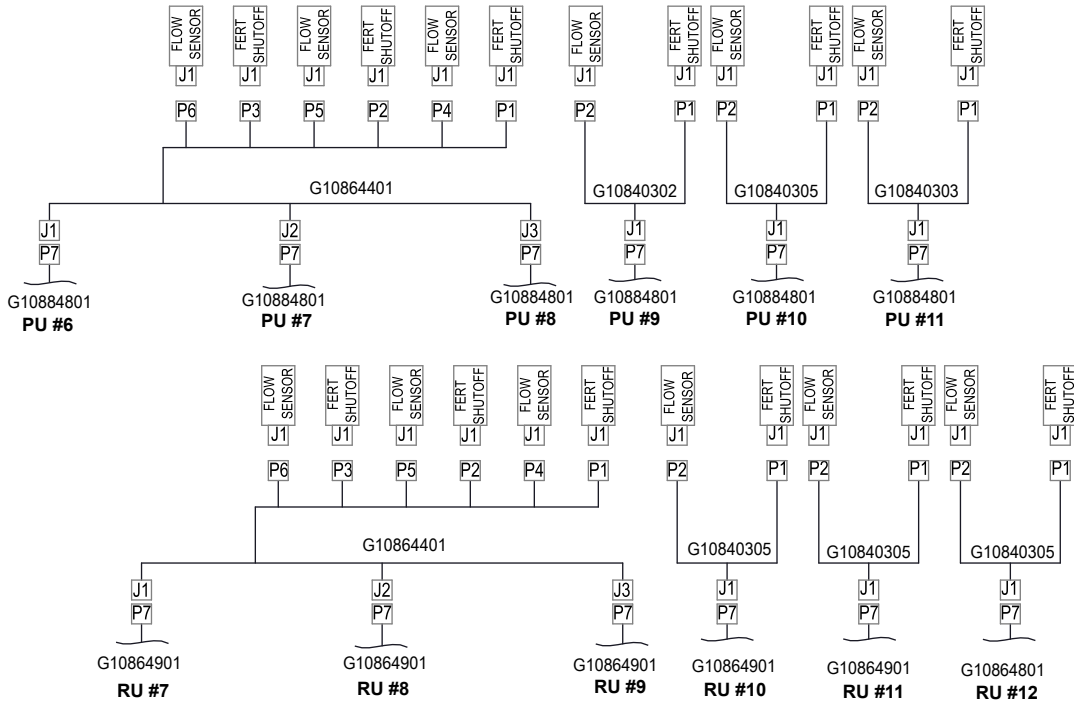 FLOW SENSOR FERT SHUTOFF FLOW SENSOR FERT SHUTOFF FLOW SENSOR FERT SHUTOFF FLOW SENSOR FERT SHUTOFF FLOW SENSOR FERT SHUTOFF FLOW SENSOR FERT SHUTOFF
J1 J1 J1 J1 J1 J1 J1 J1 J1 J1 J1 J1
P6 P3 P5 P2 P4 P1 P2 P1 P2 P1 P2 P1
G10864401 G10840302 G10840305 G10840303
J1 J2 J3 J1 J1 J1
P7 P7 P7 P7 P7 P7
G10884801 G10884801 G10884801 G10884801 G10884801 G10884801
PU #6 PU #7 PU #8 PU #9 PU #10 PU #11
FLOW SENSOR FERT SHUTOFF FLOW SENSOR FERT SHUTOFF FLOW SENSOR FERT SHUTOFF FLOW SENSOR FERT SHUTOFF FLOW SENSOR FERT SHUTOFF FLOW SENSOR FERT SHUTOFF
J1 J1 J1 J1 J1 J1 J1 J1 J1 J1 J1 J1
P6 P3 P5 P2 P4 P1 P2 P1 P2 P1 P2 P1
G10864401 G10840305 G10840305 G10840305
J1 J2 J3 J1 J1 J1
P7 P7 P7 P7 P7 P7
G10864901 G10864901 G10864901 G10864901 G10864901 G10864801
RU #7 RU #8 RU #9 RU #10 RU #11 RU #12